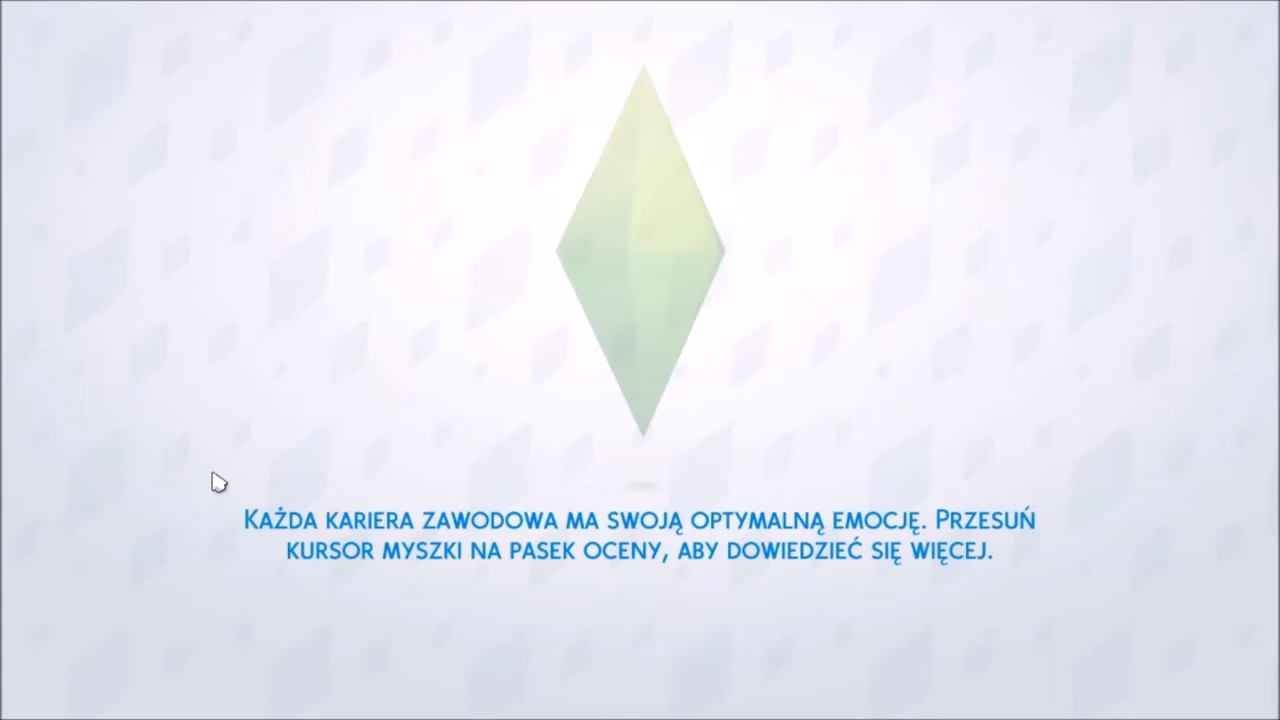 Każda kariera zawodowa ma swoją optymalną emocję. Przesuń
kursor myszki na pasek oceny, aby dowiedzieć się więcej.